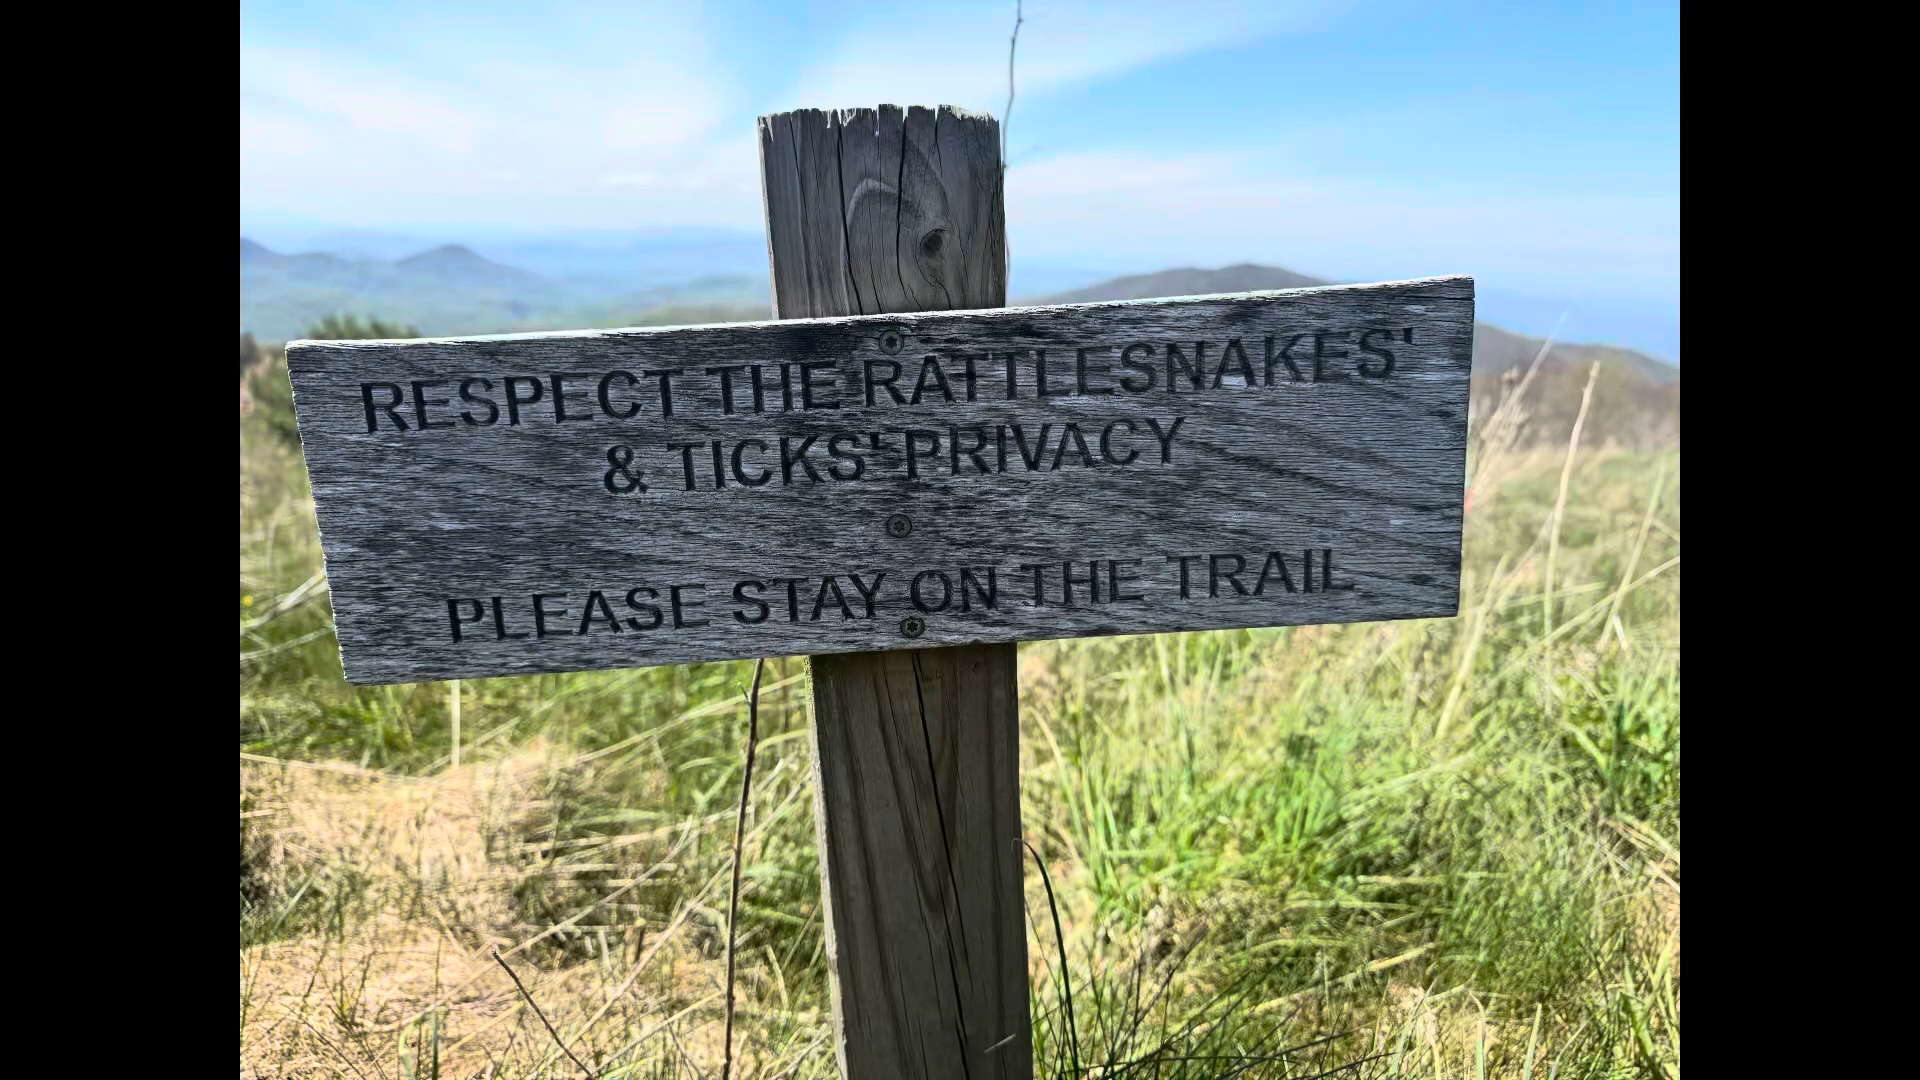 RESPECT THE RATTLESNAKES'
& TICKS' PRIVACY
PLEASE STAY ON THE TRAIL